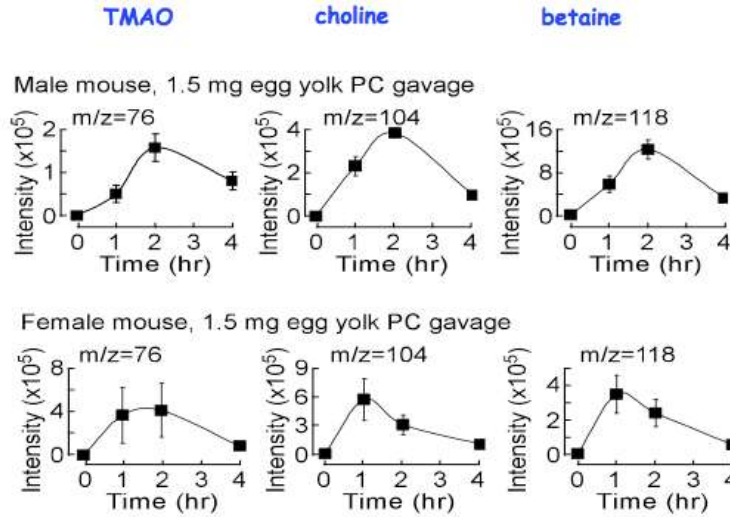 TMAO choline betaine
Male mouse, 1.5 mg egg yolk PC gavage
m/z=76 m/z=104 m/z=118
Intensity (x10⁵) 2 1 0 Intensity (x10⁵) 4 2 0 Intensity (x10⁵) 16 8 0
0 1 2 3 4 0 1 2 3 4 0 1 2 3 4
Time (hr) Time (hr) Time (hr)
Female mouse, 1.5 mg egg yolk PC gavage
m/z=76 m/z=104 m/z=118
Intensity (x10⁵) 8 4 0 Intensity (x10⁵) 9 6 3 0 Intensity (x10⁵) 4 2 0
0 1 2 3 4 0 1 2 3 4 0 1 2 3 4
Time (hr) Time (hr) Time (hr)